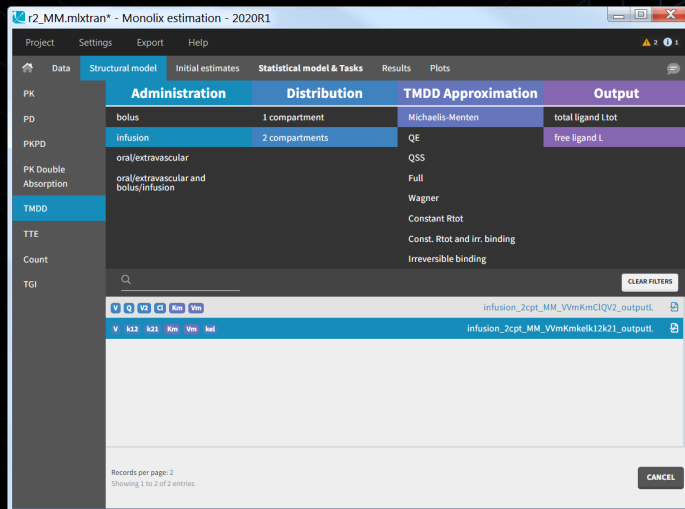 r2_MM.mlxtran* - Monolix estimation - 2020R1
Project Settings Export Help
2 1
Data Structural model Initial estimates Statistical model & Tasks Results Plots
PK
PD
PKPD
PK Double
Absorption
TMDD
TTE
Count
TGI
Administration Distribution TMDD Approximation Output
bolus 1 compartment Michaelis-Menten total ligand Ltot
infusion 2 compartments QE free ligand L
oral/extravascular QSS
oral/extravascular and
bolus/infusion
Full
Wagner
Constant Rtot
Const. Rtot and irr. binding
Irreversible binding
CLEAR FILTERS
V Q V2 Cl Km Vm infusion_2cpt_MM_VVmKmClQV2_outputL
V k12 k21 Km Vm kel infusion_2cpt_MM_VVmKmkelk12k21_outputL
Records per page: 2
Showing 1 to 2 of 2 entries
CANCEL